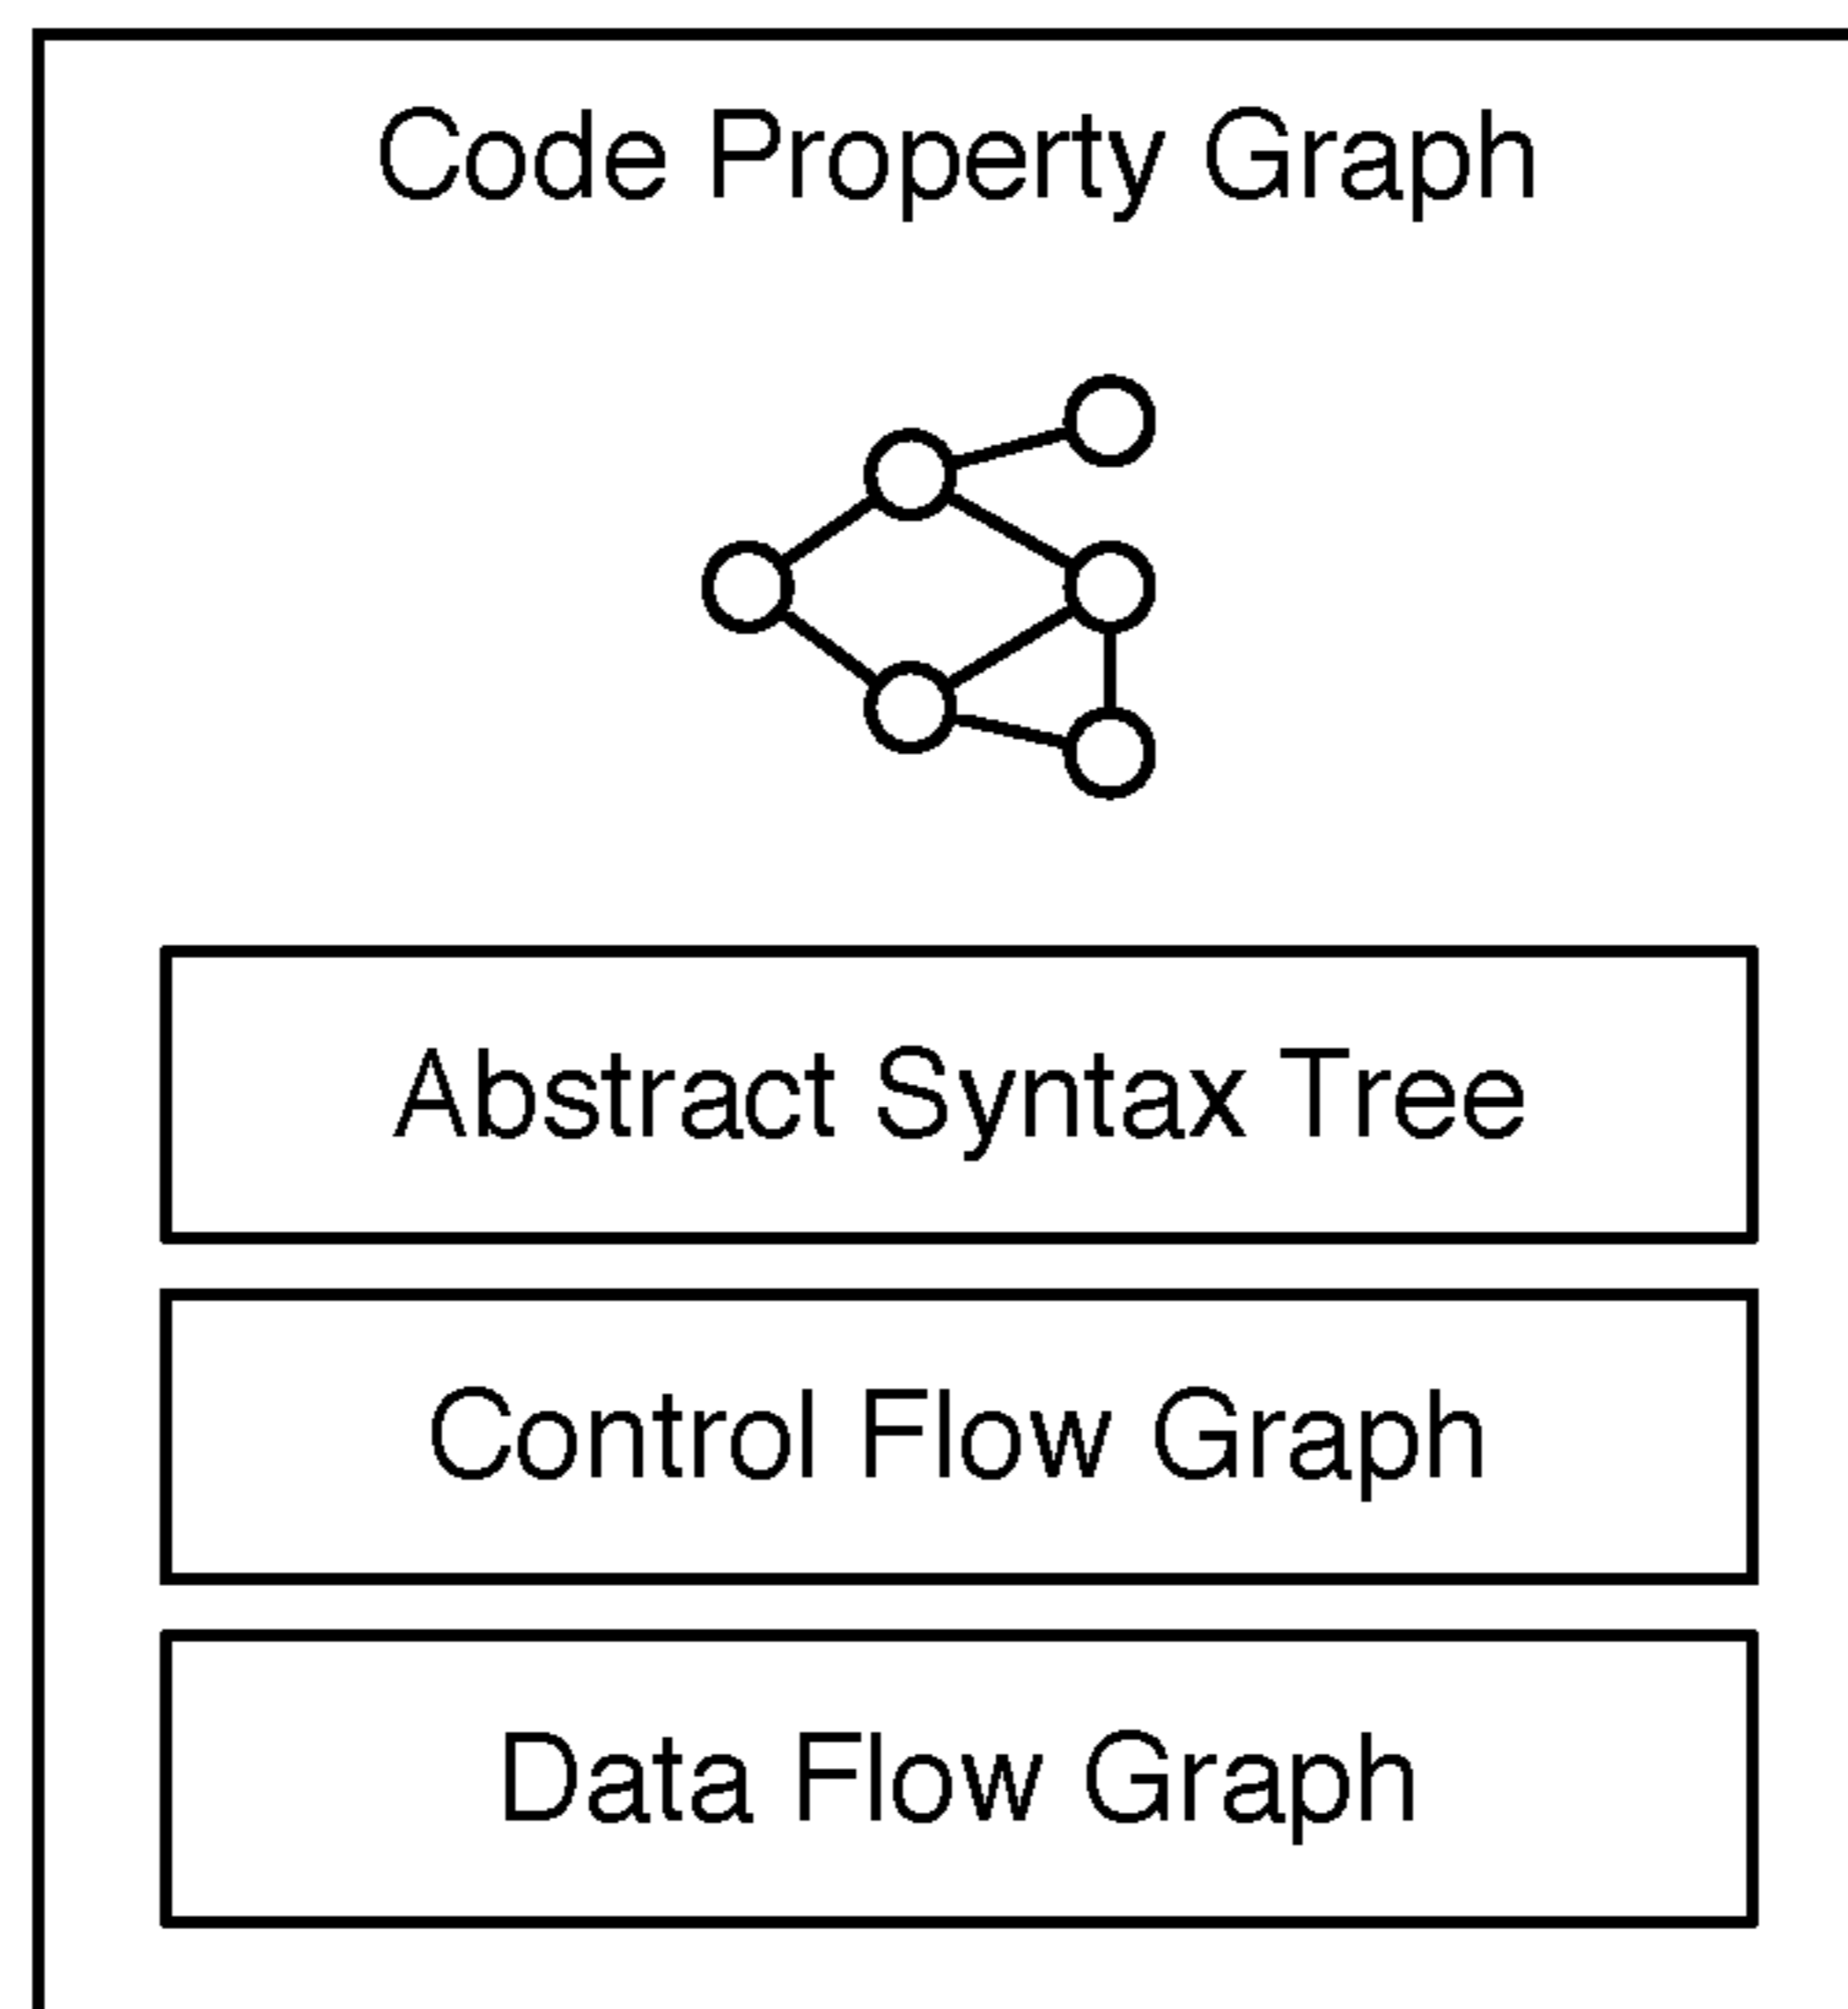 Code Property Graph
Abstract Syntax Tree
Control Flow Graph
Data Flow Graph